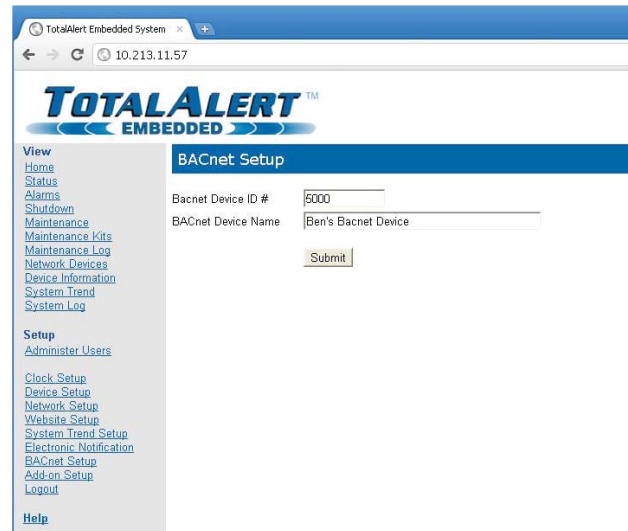 TotalAlert Embedded System
10.213.11.57
TOTALALERT™
EMBEDDED
View
Home
Status
Alarms
Shutdown
Maintenance
Maintenance Kits
Maintenance Log
Network Devices
Device Information
System Trend
System Log
Setup
Administer Users
Clock Setup
Device Setup
Network Setup
Website Setup
System Trend Setup
Electronic Notification
BACnet Setup
Add-on Setup
Logout
Help
BACnet Setup
Bacnet Device ID # 5000
BACnet Device Name Ben's Bacnet Device
Submit